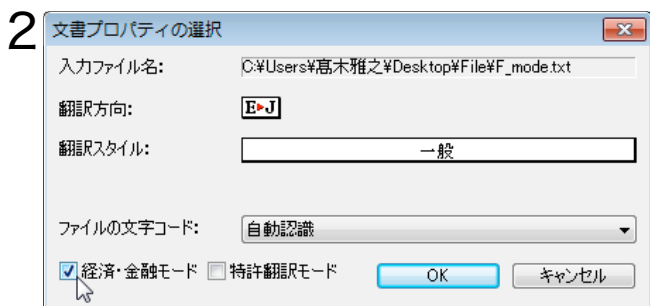 2
文書プロパティの選択
入力ファイル名: C:¥Users¥髙木雅之¥Desktop¥File¥F_mode.txt
翻訳方向: E▸J
翻訳スタイル: 一般
ファイルの文字コード: 自動認識
経済・金融モード 特許翻訳モード OK キャンセル